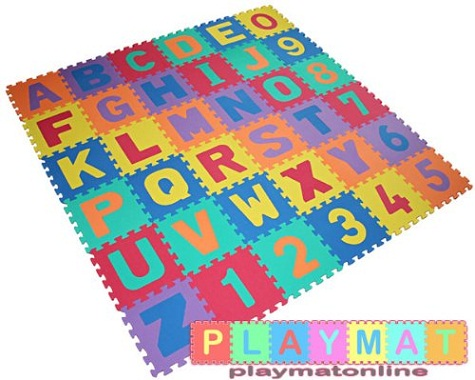 A B C D E 0
F G H I J 9
K L M N O 8
P Q R S T 7
U V W X Y 6
Z 1 2 3 4 5
PLAYMAT
playmatonline